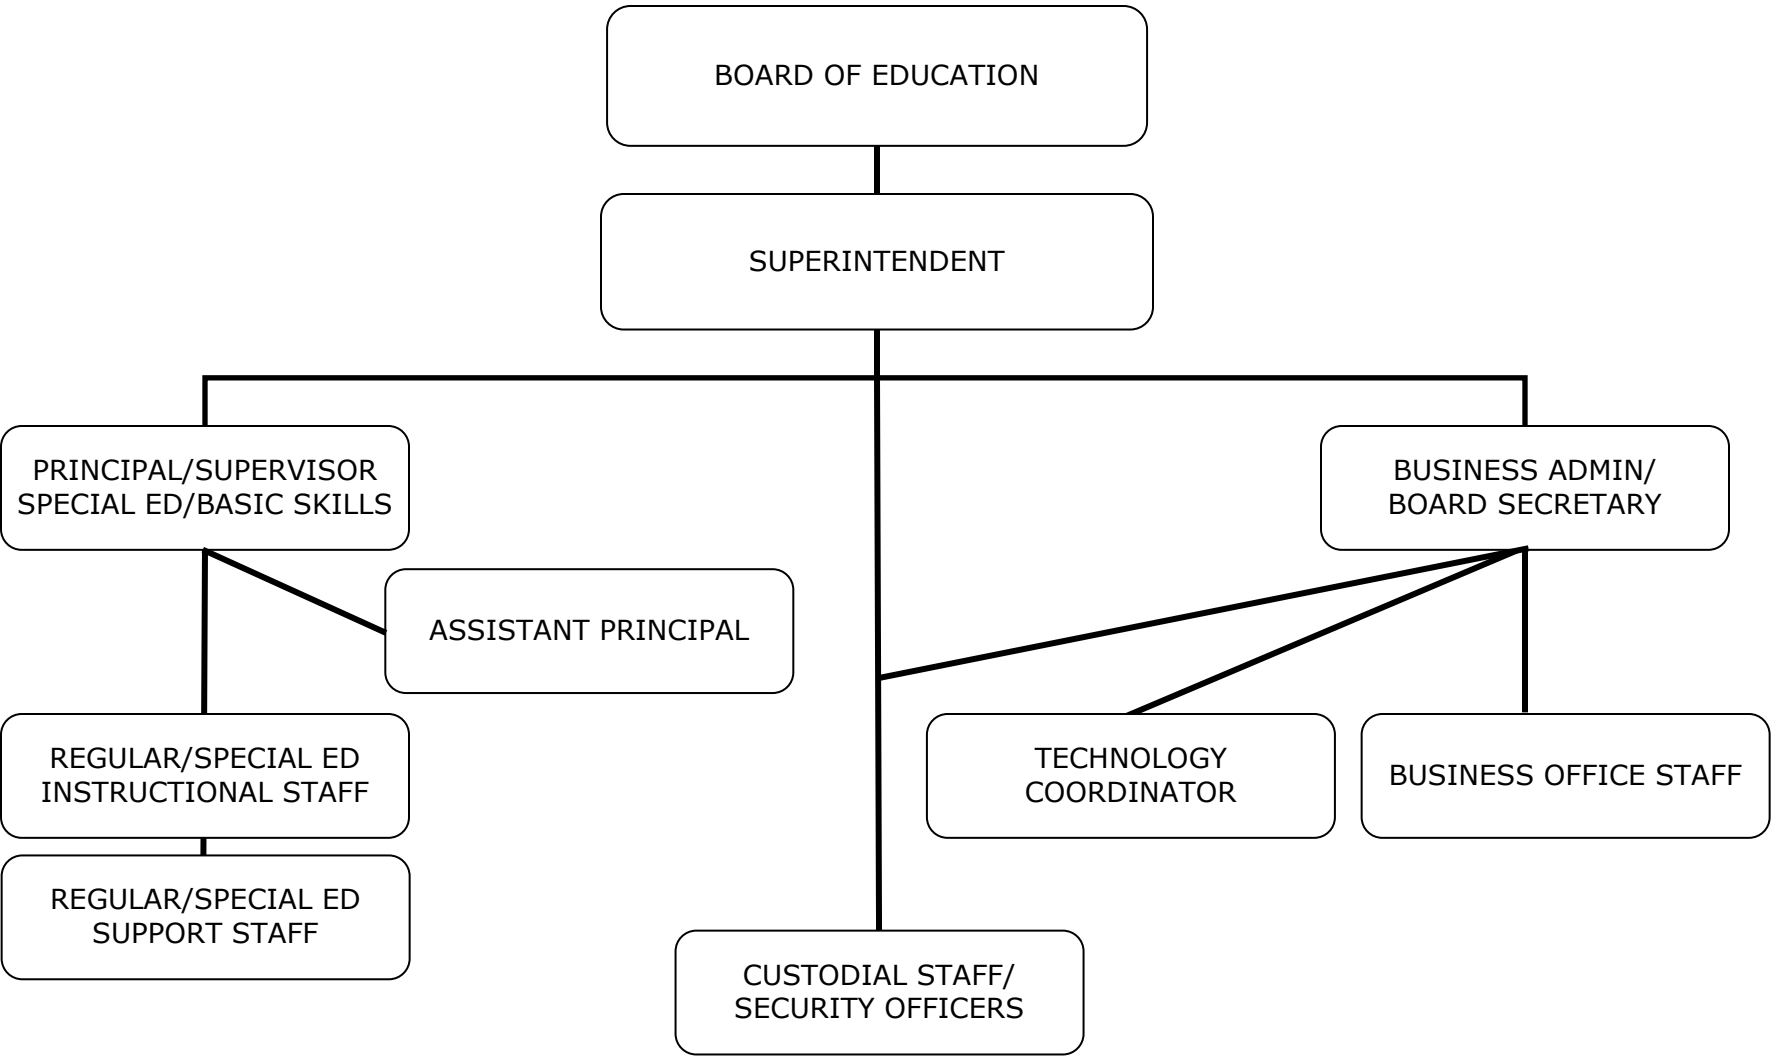 BOARD OF EDUCATION
SUPERINTENDENT
PRINCIPAL/SUPERVISOR
SPECIAL ED/BASIC SKILLS
BUSINESS ADMIN/
BOARD SECRETARY
ASSISTANT PRINCIPAL
REGULAR/SPECIAL ED
INSTRUCTIONAL STAFF
TECHNOLOGY
COORDINATOR
BUSINESS OFFICE STAFF
REGULAR/SPECIAL ED
SUPPORT STAFF
CUSTODIAL STAFF/
SECURITY OFFICERS